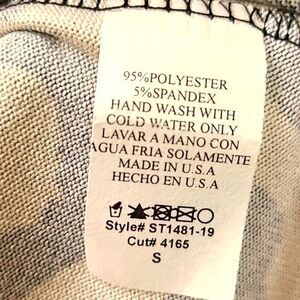 95%POLYESTER
5%SPANDEX
HAND WASH WITH
COLD WATER ONLY
LAVAR A MANO CON
AGUA FRIA SOLAMENTE
MADE IN U.S.A
HECHO EN U.S.A
Style# ST1481-19
Cut# 4165
S